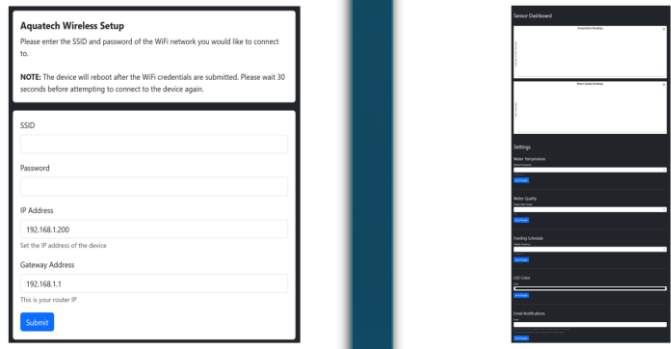 Aquatech Wireless Setup
Please enter the SSID and password of the WiFi network you would like to connect
to.
NOTE: The device will reboot after the WiFi credentials are submitted. Please wait 30
seconds before attempting to connect to the device again.
SSID
Password
IP Address
192.168.1.200
Set the IP address of the device
Gateway Address
192.168.1.1
This is your router IP
Submit
Sensor Dashboard
Settings
Water Temperature
Water Quality
Feeding Schedule
LED Color
Email Notifications